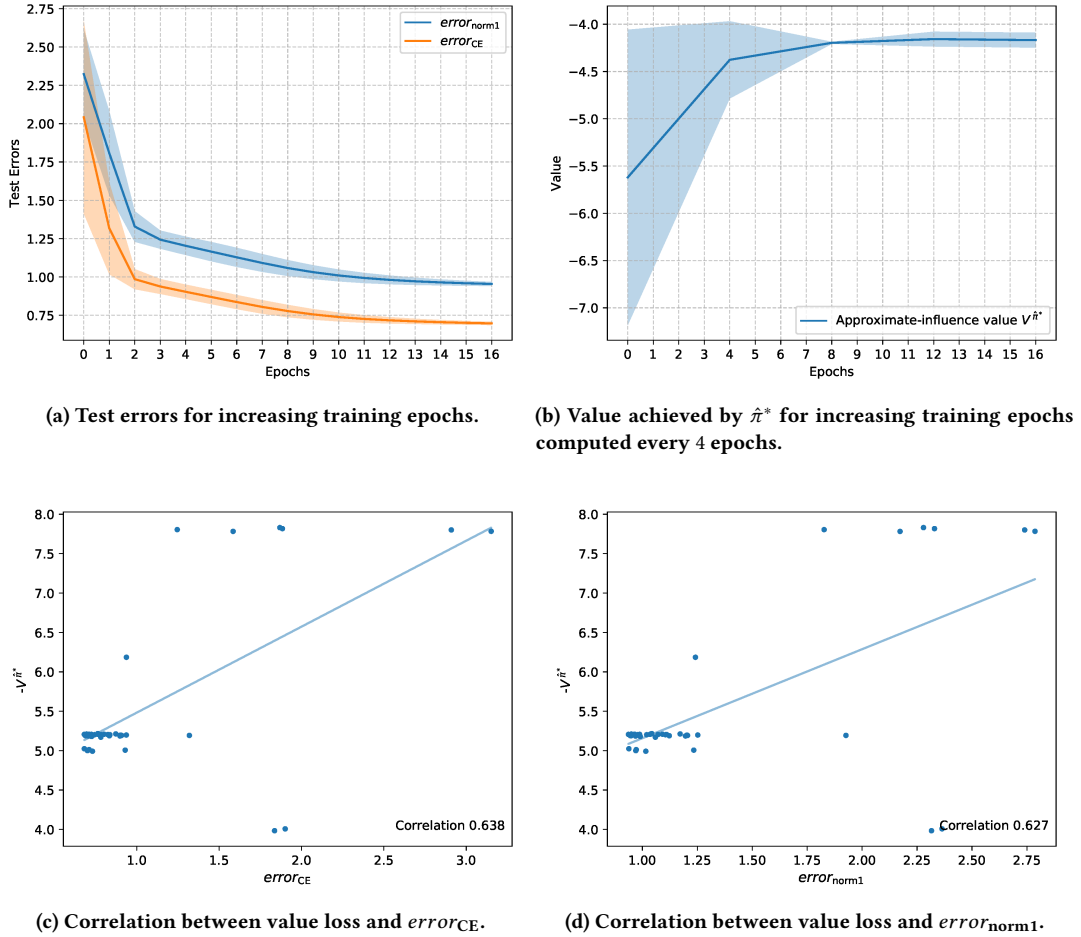 2.75
2.50
2.25
2.00
1.75
1.50
1.25
1.00
0.75
Test Errors
error_norm1
error_CE
0 1 2 3 4 5 6 7 8 9 10 11 12 13 14 15 16
Epochs
(a) Test errors for increasing training epochs.
−4.0
−4.5
−5.0
−5.5
−6.0
−6.5
−7.0
Value
Approximate-influence value V^π̂*
0 1 2 3 4 5 6 7 8 9 10 11 12 13 14 15 16
Epochs
(b) Value achieved by π̂* for increasing training epochs
computed every 4 epochs.
8.0
7.5
7.0
6.5
6.0
5.5
5.0
4.5
4.0
-V^π̂*
Correlation 0.638
1.0 1.5 2.0 2.5 3.0
error_CE
(c) Correlation between value loss and error_CE.
8.0
7.5
7.0
6.5
6.0
5.5
5.0
4.5
4.0
-V^π̂*
Correlation 0.627
1.00 1.25 1.50 1.75 2.00 2.25 2.50 2.75
error_norm1
(d) Correlation between value loss and error_norm1.